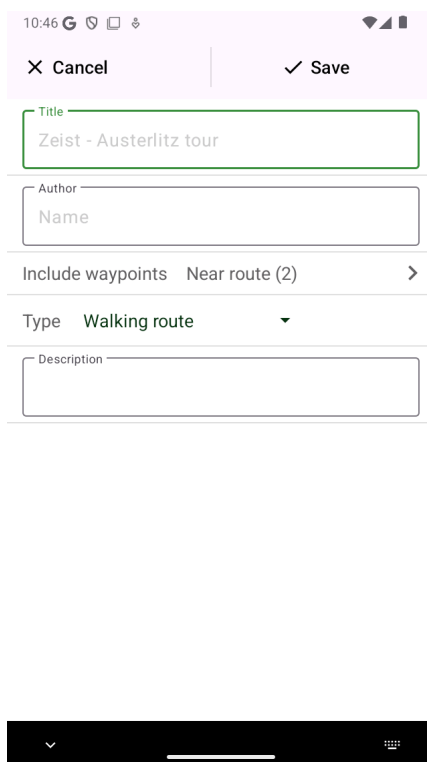 10:46
Cancel
Save
Title
Zeist - Austerlitz tour
Author
Name
Include waypoints Near route (2)
Type Walking route
Description